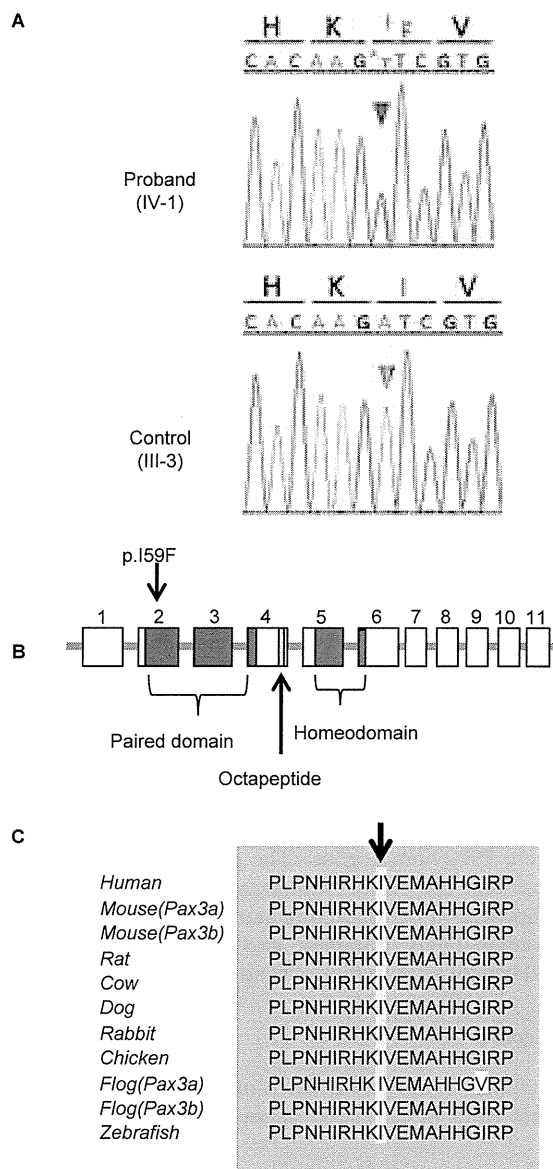 A
H K I F V
C A C A A G A T T C G T G
Proband
(IV-1)
H K I V
C A C A A G A T C G T G
Control
(III-3)
p.I59F
1 2 3 4 5 6 7 8 9 10 11
B
Paired domain
Homeodomain
Octapeptide
C
Human PLPNHIRHKIVEMAHHGIRP
Mouse(Pax3a) PLPNHIRHKIVEMAHHGIRP
Mouse(Pax3b) PLPNHIRHKIVEMAHHGIRP
Rat PLPNHIRHKIVEMAHHGIRP
Cow PLPNHIRHKIVEMAHHGIRP
Dog PLPNHIRHKIVEMAHHGIRP
Rabbit PLPNHIRHKIVEMAHHGIRP
Chicken PLPNHIRHKIVEMAHHGIRP
Flog(Pax3a) PLPNHIRHKIVEMAHHGVRP
Flog(Pax3b) PLPNHIRHKIVEMAHHGIRP
Zebrafish PLPNHIRHKIVEMAHHGIRP